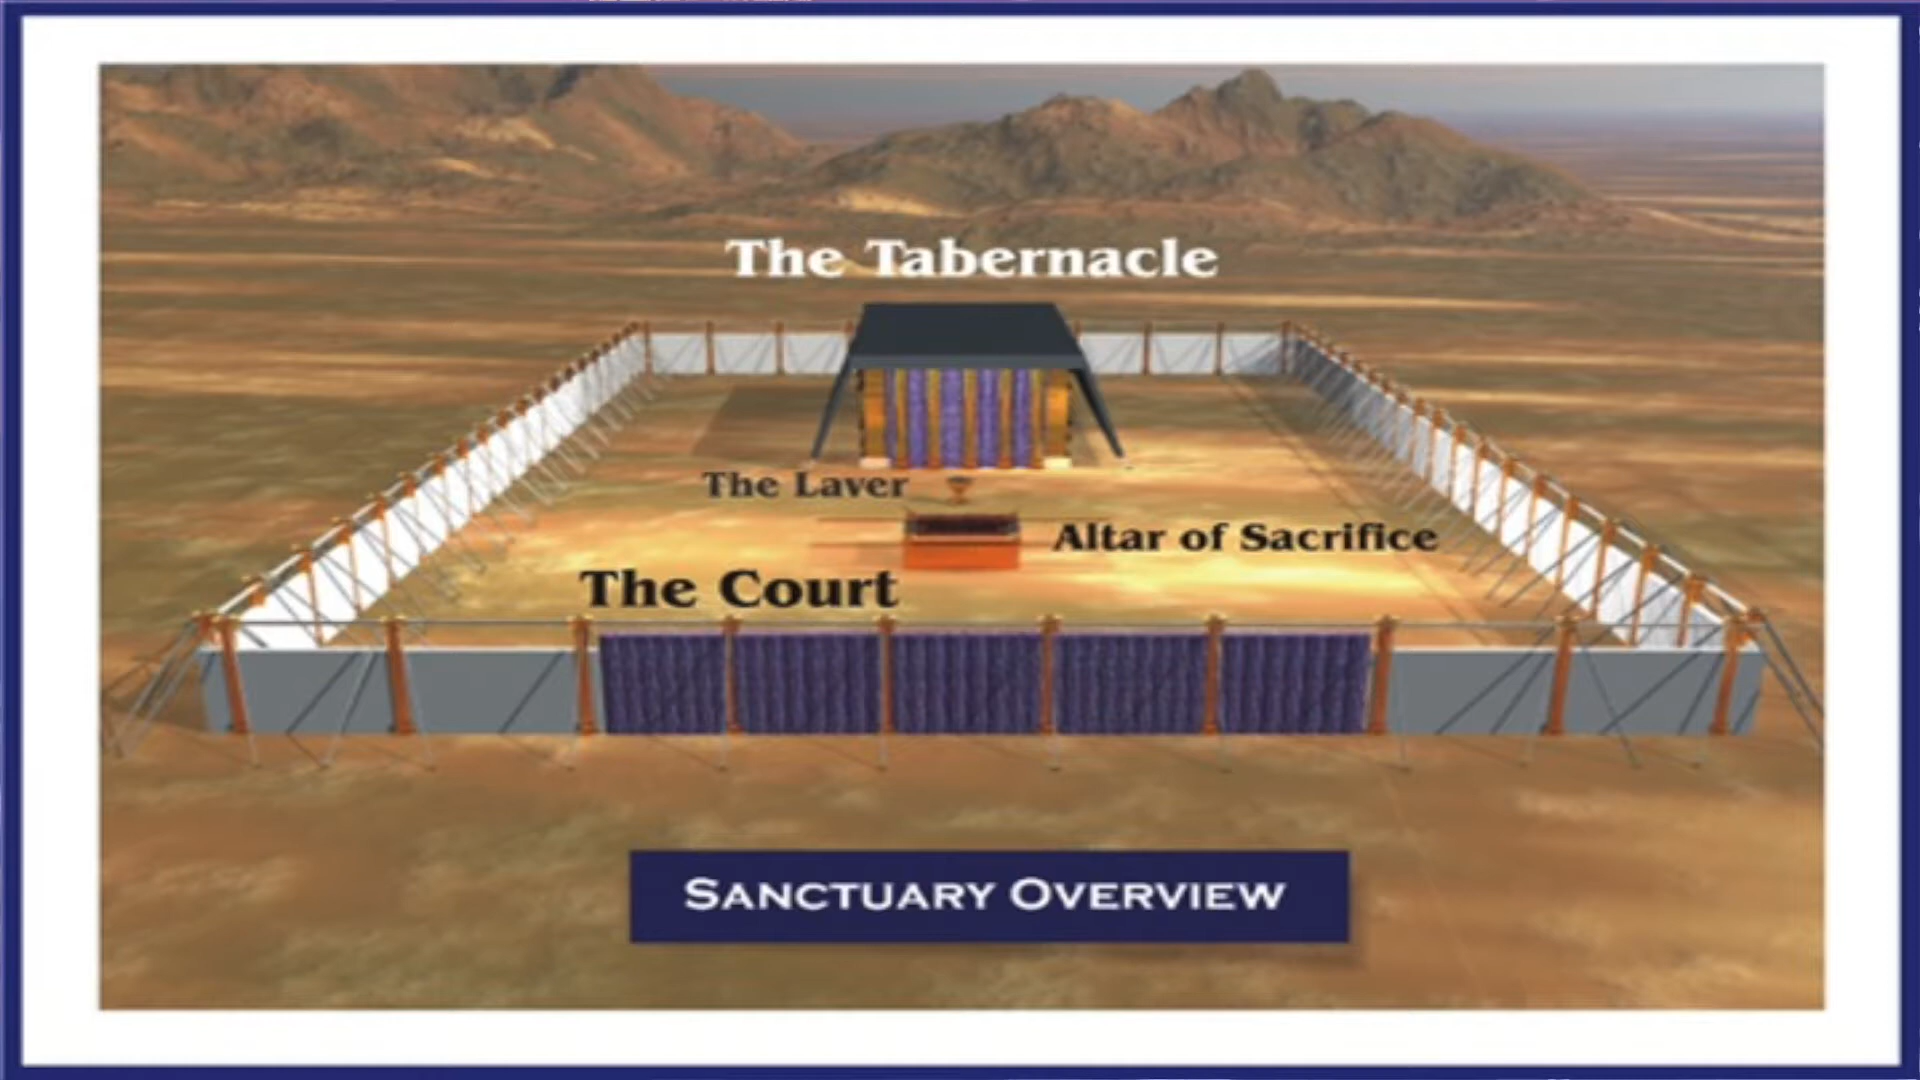 The Tabernacle
The Laver
Altar of Sacrifice
The Court
Sanctuary Overview